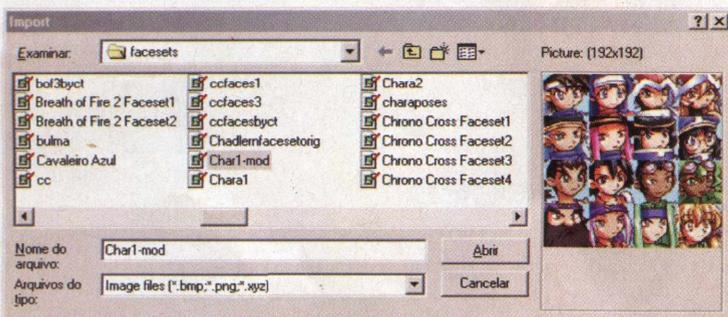 Import
Examinar: facesets
Picture: (192x192)
bof3byct
Breath of Fire 2 Faceset1
Breath of Fire 2 Faceset2
bulma
Cavaleiro Azul
cc
ccfaces1
ccfaces3
ccfacesbyct
Chadlernfacesetorig
Char1-mod
Chara1
Chara2
charaposes
Chrono Cross Faceset1
Chrono Cross Faceset2
Chrono Cross Faceset3
Chrono Cross Faceset4
Nome do
arquivo:
Char1-mod
Abrir
Arquivos do
tipo:
Image files (*.bmp;*.png;*.xyz)
Cancelar